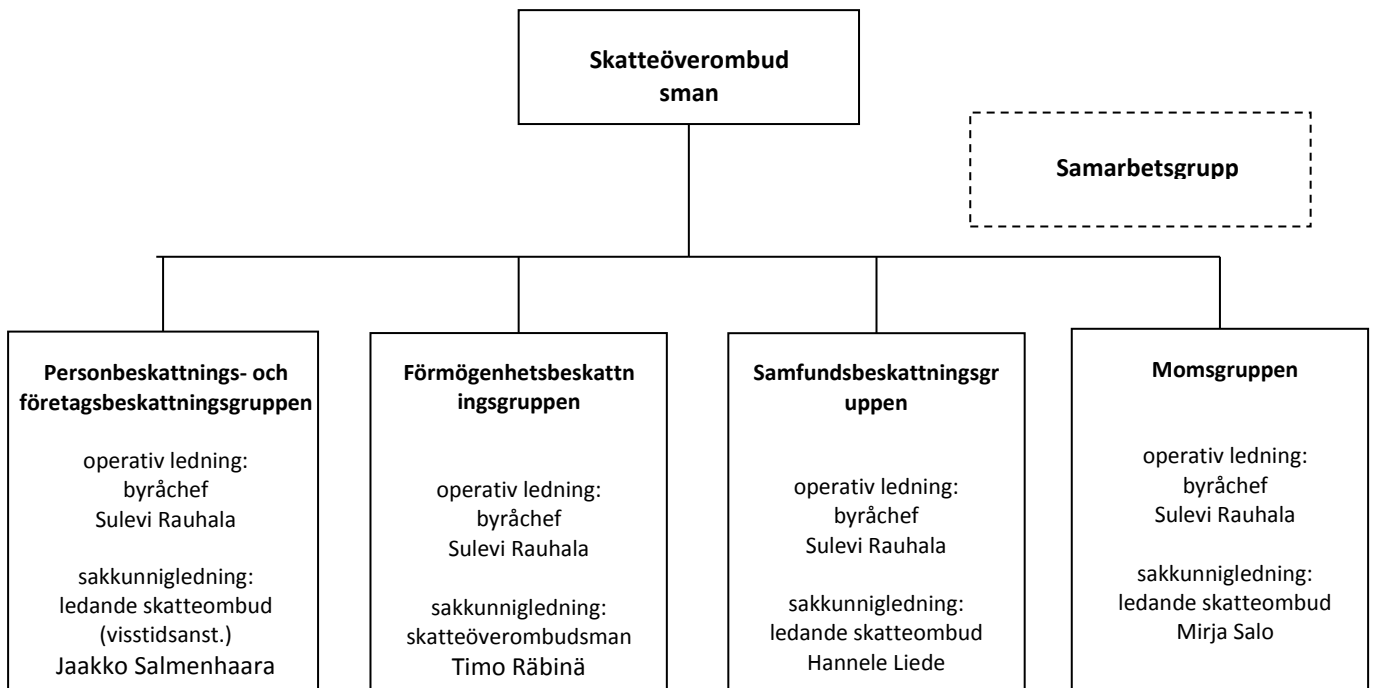 Skatteöverombud
sman
Samarbetsgrupp
Personbeskattnings- och
företagsbeskattningsgruppen
operativ ledning:
byråchef
Sulevi Rauhala
sakkunnigledning:
ledande skatteombud
(visstidsanst.)
Jaakko Salmenhaara
Förmögenhetsbeskattn
ingsgruppen
operativ ledning:
byråchef
Sulevi Rauhala
sakkunnigledning:
skatteöverombudsman
Timo Räbinä
Samfundsbeskattningsgr
uppen
operativ ledning:
byråchef
Sulevi Rauhala
sakkunnigledning:
ledande skatteombud
Hannele Liede
Momsgruppen
operativ ledning:
byråchef
Sulevi Rauhala
sakkunnigledning:
ledande skatteombud
Mirja Salo